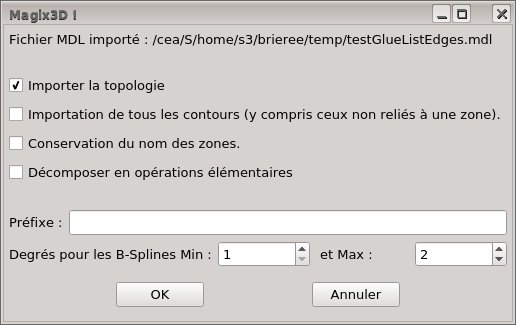 Magix3D !
Fichier MDL importé : /cea/S/home/s3/brieree/temp/testGlueListEdges.mdl
Importer la topologie
Importation de tous les contours (y compris ceux non reliés à une zone).
Conservation du nom des zones.
Décomposer en opérations élémentaires
Préfixe :
Degrés pour les B-Splines Min : 1 et Max : 2
OK Annuler